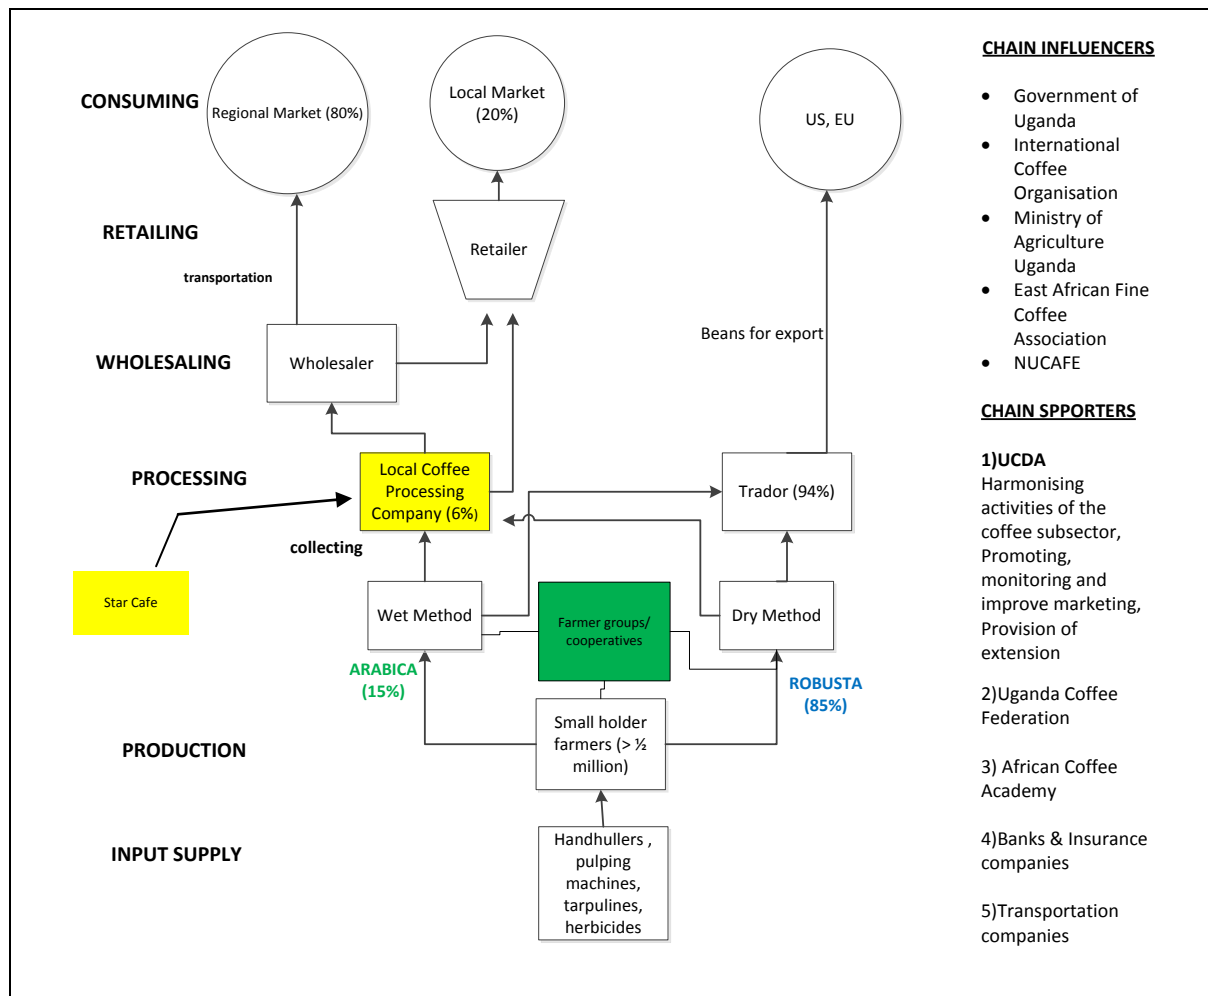 CONSUMING
Regional Market (80%)
Local Market
(20%)
US, EU
RETAILING
transportation
Retailer
Beans for export
WHOLESALING
Wholesaler
PROCESSING
Local Coffee
Processing
Company (6%)
Trador (94%)
collecting
Star Cafe
Wet Method
Farmer groups/
cooperatives
Dry Method
ARABICA
(15%)
ROBUSTA
(85%)
PRODUCTION
Small holder
farmers (> ½
million)
INPUT SUPPLY
Handhullers ,
pulping
machines,
tarpulines,
herbicides
CHAIN INFLUENCERS
• Government of
Uganda
• International
Coffee
Organisation
• Ministry of
Agriculture
Uganda
• East African Fine
Coffee
Association
• NUCAFE
CHAIN SPPORTERS
1)UCDA
Harmonising
activities of the
coffee subsector,
Promoting,
monitoring and
improve marketing,
Provision of
extension
2)Uganda Coffee
Federation
3) African Coffee
Academy
4)Banks & Insurance
companies
5)Transportation
companies